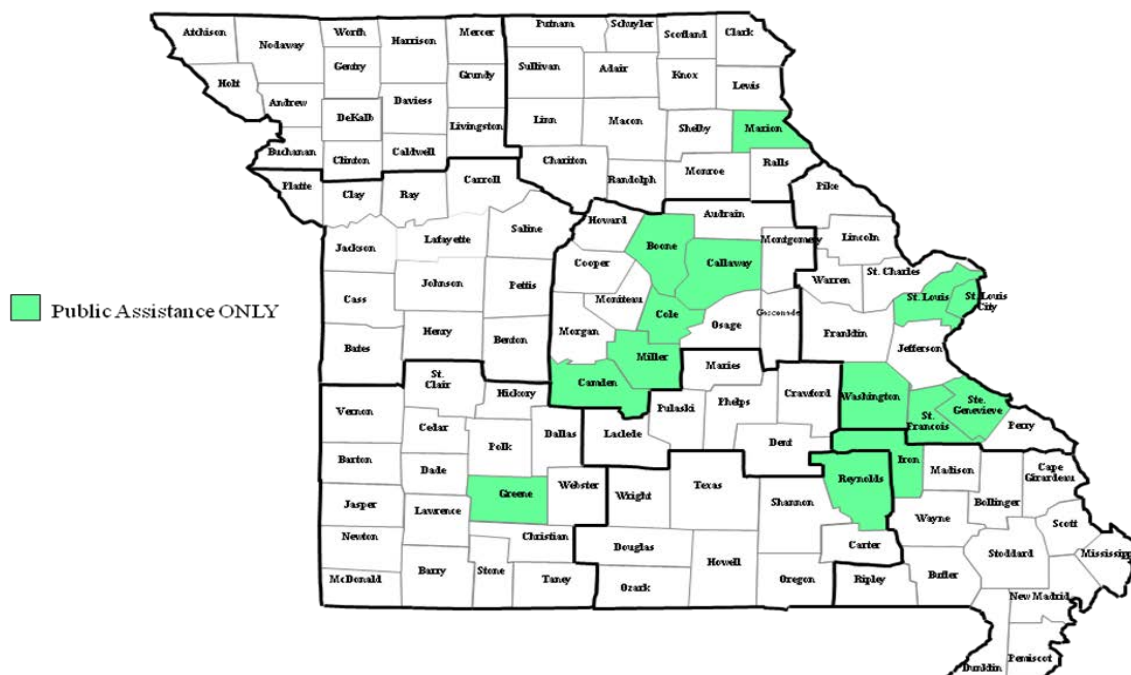 Atchison
Nodaway
Worth
Harrison
Mercer
Putnam
Schuyler
Scotland
Clark
Holt
Gentry
Grundy
Sullivan
Adair
Knox
Lewis
Andrew
DeKalb
Daviess
Livingston
Linn
Macon
Shelby
Marion
Buchanan
Clinton
Caldwell
Chariton
Randolph
Monroe
Ralls
Platte
Clay
Ray
Carroll
Pike
Jackson
Lafayette
Saline
Howard
Boone
Audrain
Montgomery
Lincoln
Cass
Johnson
Pettis
Cooper
Callaway
Warren
St. Charles
Public Assistance ONLY
Moniteau
Cole
Osage
Gasconade
Franklin
St. Louis
St. Louis
City
Bates
Henry
Benton
Morgan
Miller
Jefferson
St.
Clair
Hickory
Camden
Maries
Phelps
Crawford
Washington
Ste.
Genevieve
Vernon
Cedar
Polk
Dallas
Laclede
Pulaski
Dent
St.
Francois
Perry
Barton
Dade
Greene
Webster
Wright
Texas
Shannon
Reynolds
Iron
Madison
Cape
Girardeau
Bollinger
Jasper
Lawrence
Christian
Wayne
Scott
Newton
Douglas
Howell
Carter
Stoddard
Mississipp
McDonald
Barry
Stone
Taney
Ozark
Oregon
Ripley
Butler
New Madrid
Dunklin
Pemiscot